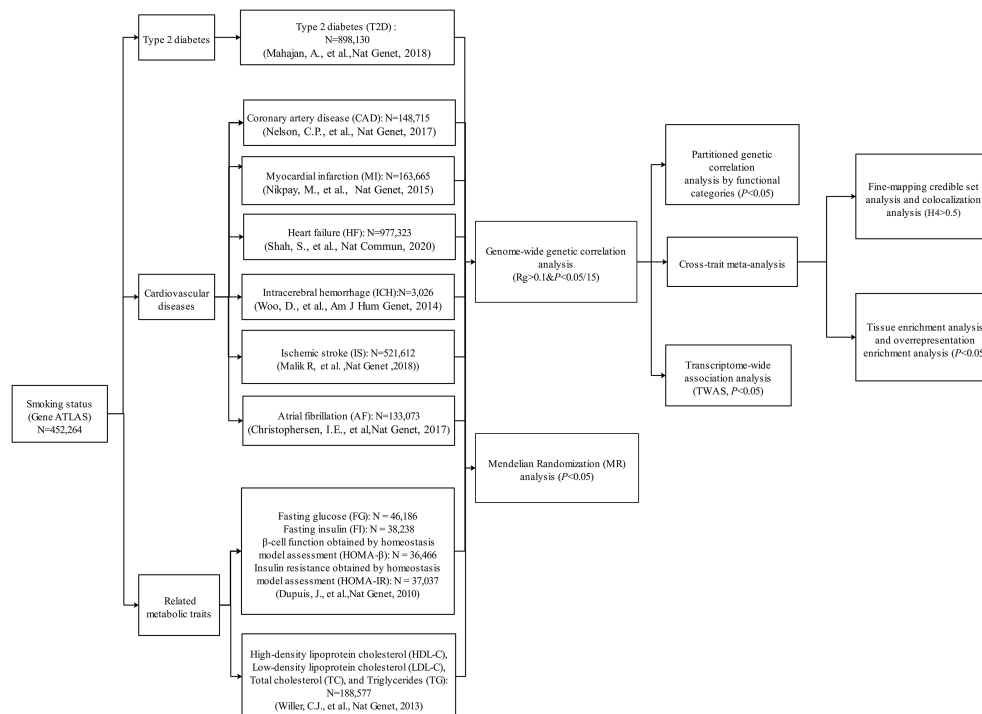 Smoking status
(Gene ATLAS)
N=452,264
Type 2 diabetes
Type 2 diabetes (T2D) :
N=898,130
(Mahajan, A., et al.,Nat Genet, 2018)
Cardiovascular
diseases
Coronary artery disease (CAD): N=148,715
(Nelson, C.P., et al., Nat Genet, 2017)
Myocardial infarction (MI): N=163,665
(Nikpay, M., et al., Nat Genet, 2015)
Heart failure (HF): N=977,323
(Shah, S., et al., Nat Commun, 2020)
Intracerebral hemorrhage (ICH):N=3,026
(Woo, D., et al., Am J Hum Genet, 2014)
Ischemic stroke (IS): N=521,612
(Malik R, et al. ,Nat Genet ,2018))
Atrial fibrillation (AF): N=133,073
(Christophersen, I.E., et al,Nat Genet, 2017)
Related
metabolic traits
Fasting glucose (FG): N = 46,186
Fasting insulin (FI): N = 38,238
β-cell function obtained by homeostasis
model assessment (HOMA-β): N = 36,466
Insulin resistance obtained by homeostasis
model assessment (HOMA-IR): N = 37,037
(Dupuis, J., et al.,Nat Genet, 2010)
High-density lipoprotein cholesterol (HDL-C),
Low-density lipoprotein cholesterol (LDL-C),
Total cholesterol (TC), and Triglycerides (TG):
N=188,577
(Willer, C.J., et al., Nat Genet, 2013)
Genome-wide genetic correlation
analysis
(Rg>0.1&P<0.05/15)
Mendelian Randomization (MR)
analysis (P<0.05)
Partitioned genetic
correlation
analysis by functional
categories (P<0.05)
Cross-trait meta-analysis
Transcriptome-wide
association analysis
(TWAS, P<0.05)
Fine-mapping credible set
analysis and colocalization
analysis (H4>0.5)
Tissue enrichment analysis
and overrepresentation
enrichment analysis (P<0.05